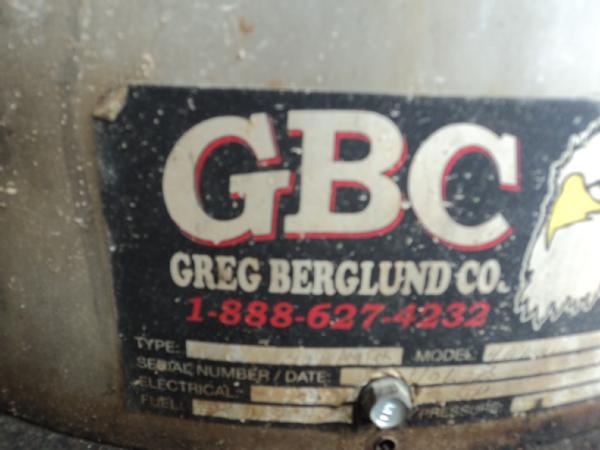 GBC
GREG BERGLUND CO.
1-888-627-4232
TYPE: MODEL:
SERIAL NUMBER / DATE:
ELECTRICAL:
FUEL: PRESSURE: